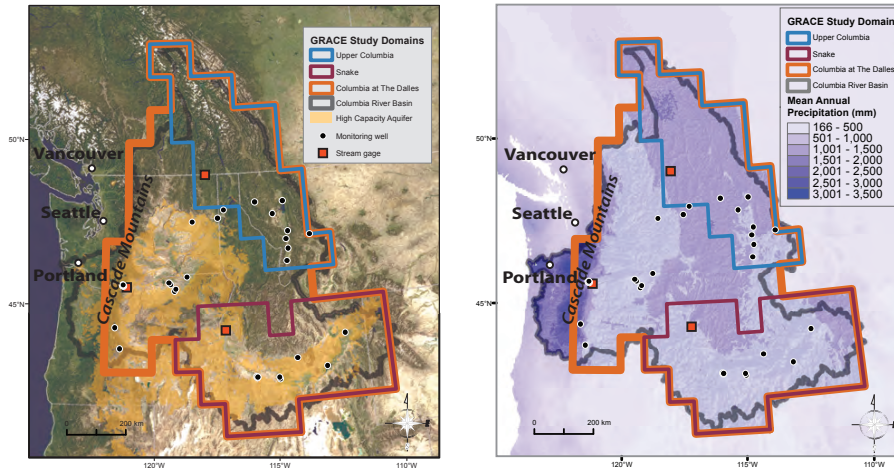 GRACE Study Domains
Upper Columbia
Snake
Columbia at The Dalles
Columbia River Basin
High Capacity Aquifer
Monitoring well
Stream gage
50°N
Vancouver
Seattle
Portland
Cascade Mountains
45°N
0
200 km
120°W
115°W
110°W
N
GRACE Study Domains
Upper Columbia
Snake
Columbia at The Dalles
Columbia River Basin
Mean Annual
Precipitation (mm)
166 - 500
501 - 1,000
1,001 - 1,500
1,501 - 2,000
2,001 - 2,500
2,501 - 3,000
3,001 - 3,500
50°N
Vancouver
Seattle
Portland
Cascade Mountains
45°N
0
200 km
120°W
115°W
110°W
N